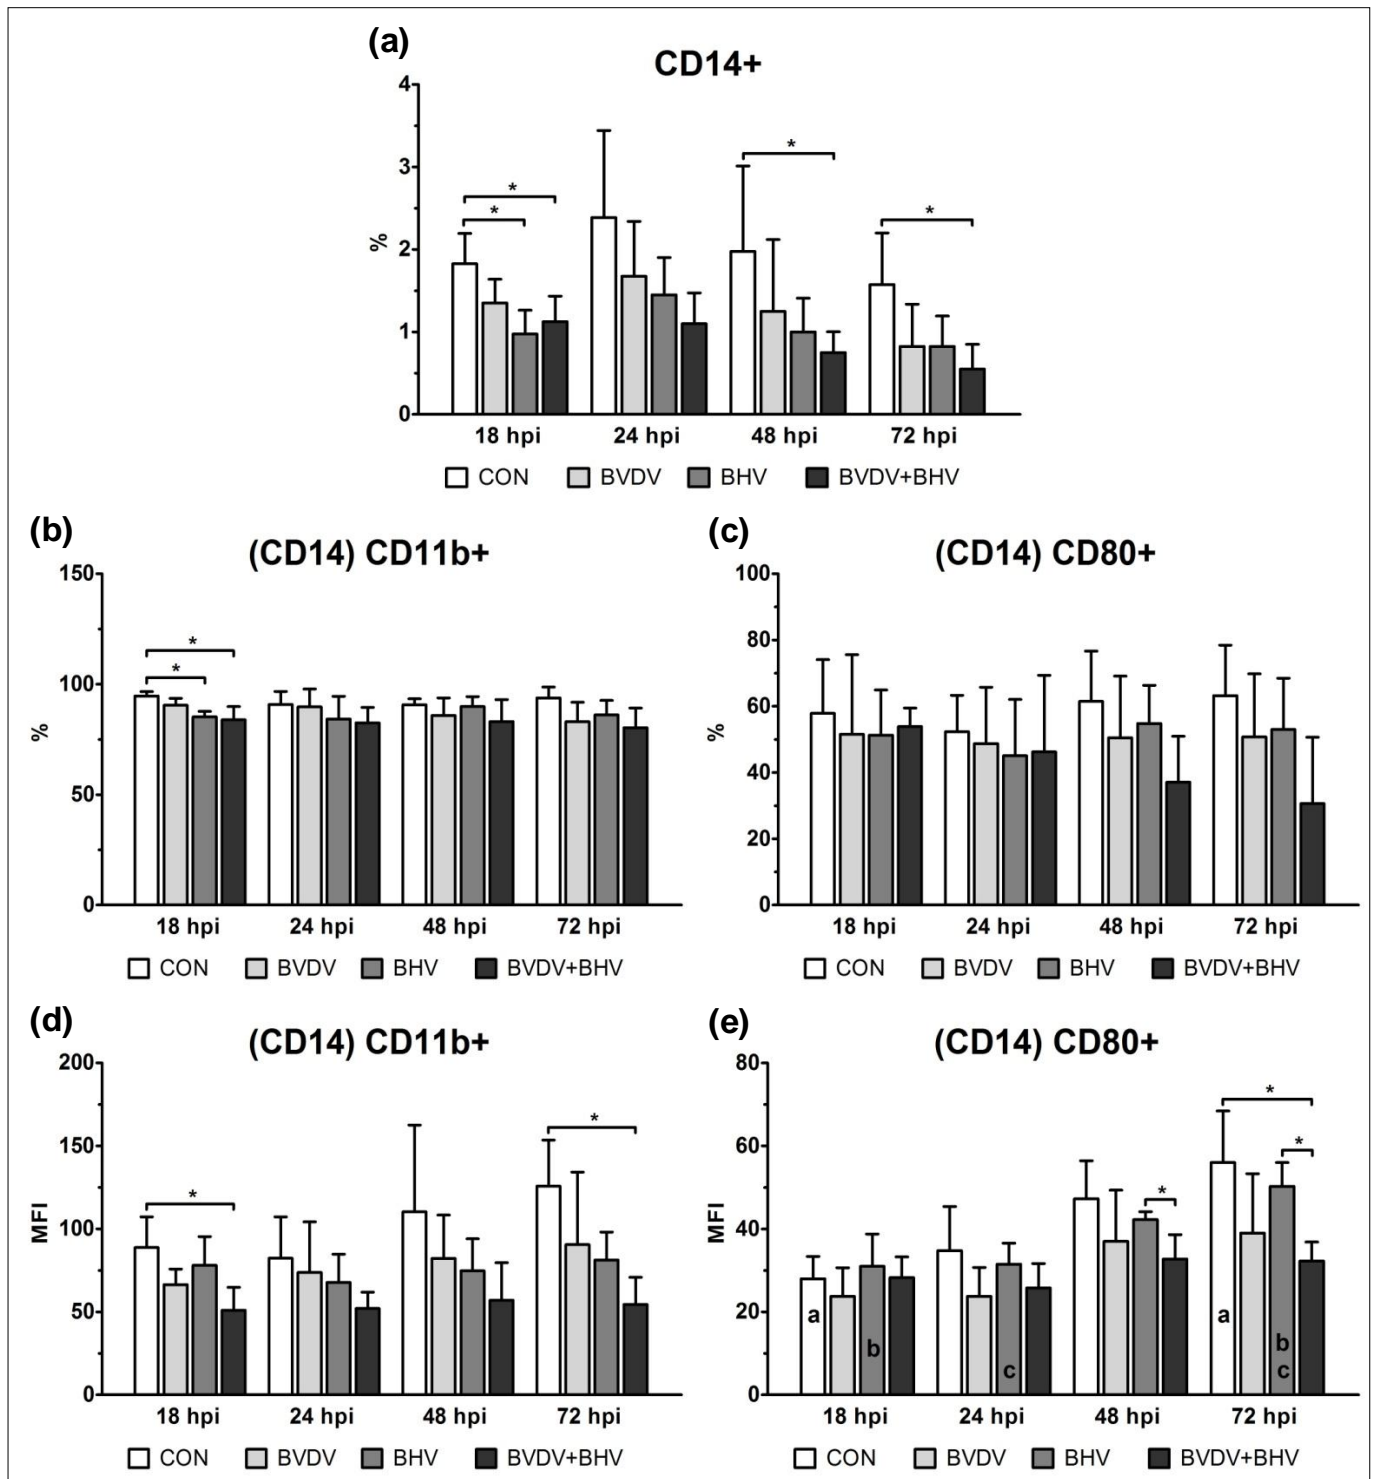 (a)
CD14+
4
3
2
1
0
%
*
*
*
*
18 hpi 24 hpi 48 hpi 72 hpi
CON BVDV BHV BVDV+BHV
(b)
(CD14) CD11b+
150
100
50
0
%
*
*
18 hpi 24 hpi 48 hpi 72 hpi
CON BVDV BHV BVDV+BHV
(c)
(CD14) CD80+
100
80
60
40
20
0
%
18 hpi 24 hpi 48 hpi 72 hpi
CON BVDV BHV BVDV+BHV
(d)
(CD14) CD11b+
200
150
100
50
0
MFI
*
*
18 hpi 24 hpi 48 hpi 72 hpi
CON BVDV BHV BVDV+BHV
(e)
(CD14) CD80+
80
60
40
20
0
MFI
*
*
*
a
b
c
a
b
c
18 hpi 24 hpi 48 hpi 72 hpi
CON BVDV BHV BVDV+BHV